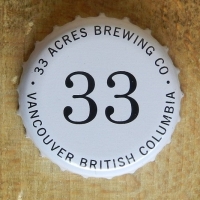 · 33 ACRES BREWING CO ·
33
VANCOUVER BRITISH COLUMBIA